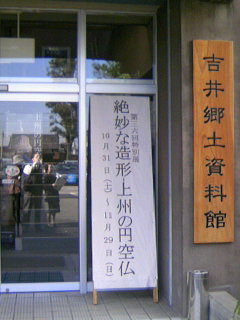 吉井郷土資料館
第三六回特別展
絶妙な造形 上州の円空仏
10月31日(土)～11月29日(日)